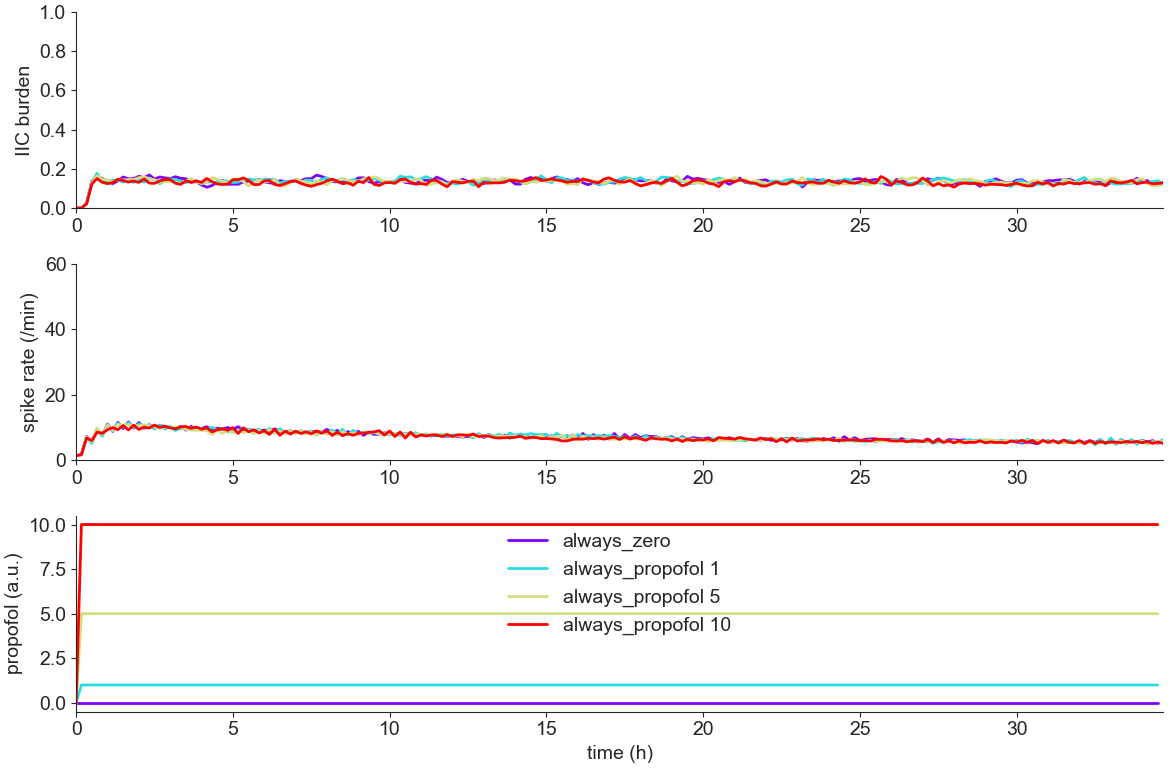 1.0
0.8
0.6
0.4
0.2
0.0
IIC burden
0 5 10 15 20 25 30
60
40
20
0
spike rate (/min)
0 5 10 15 20 25 30
10.0
7.5
5.0
2.5
0.0
propofol (a.u.)
always_zero
always_propofol 1
always_propofol 5
always_propofol 10
0 5 10 15 20 25 30
time (h)